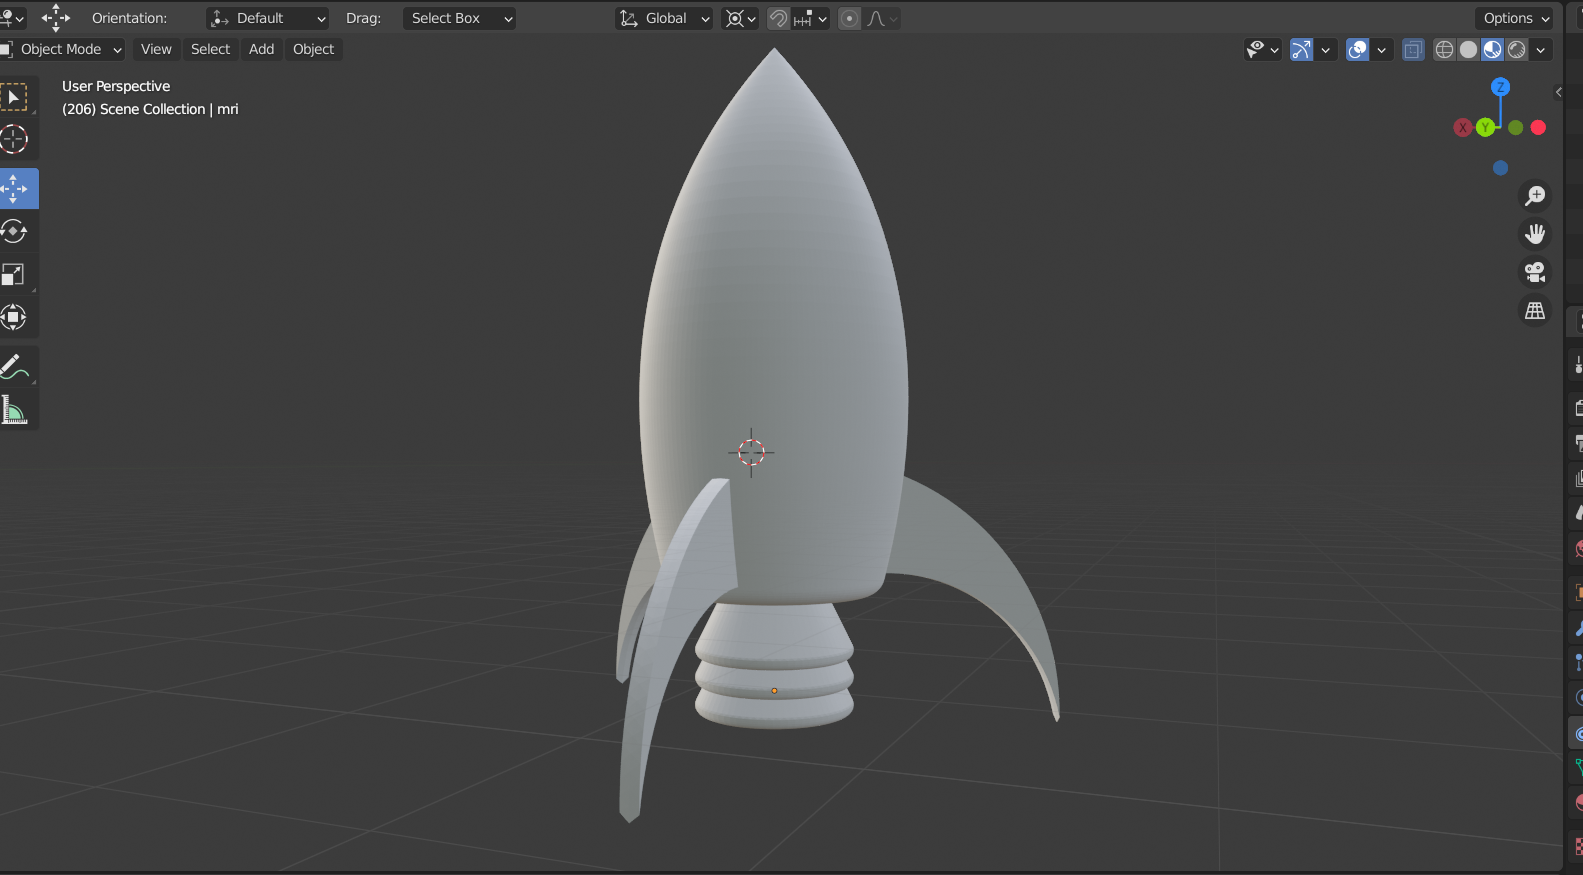 Orientation: Default Drag: Select Box Global Options
Object Mode View Select Add Object
User Perspective
(206) Scene Collection | mri
Z
X Y